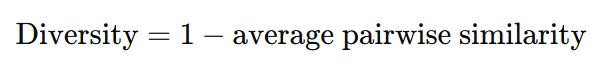 Diversity = 1 − average pairwise similarity